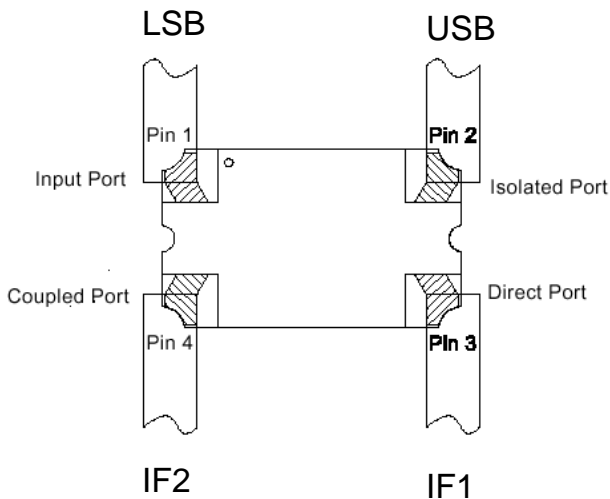 LSB
USB
Pin 1
Pin 2
Input Port
Isolated Port
Coupled Port
Direct Port
Pin 4
Pin 3
IF2
IF1